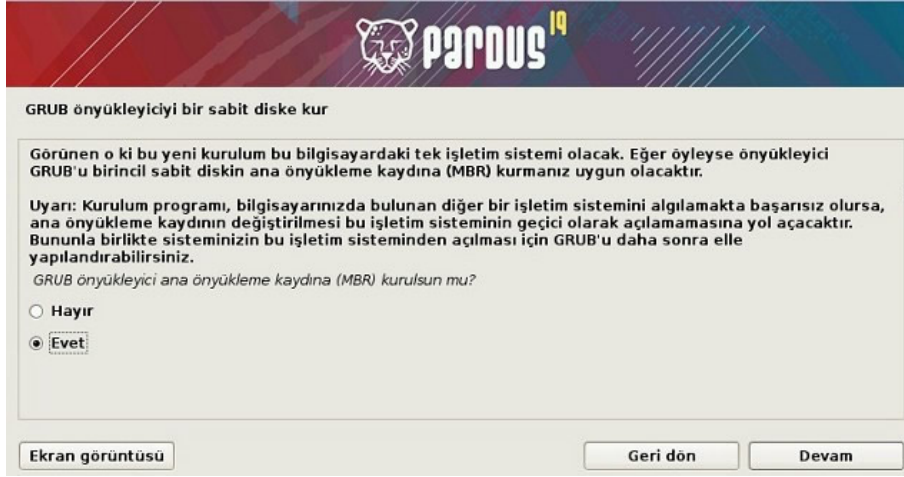 Pardus 19
GRUB önyükleyiciyi bir sabit diske kur
Görünen o ki bu yeni kurulum bu bilgisayardaki tek işletim sistemi olacak. Eğer öyleyse önyükleyici
GRUB'u birincil sabit diskin ana önyükleme kaydına (MBR) kurmanız uygun olacaktır.
Uyarı: Kurulum programı, bilgisayarınızda bulunan diğer bir işletim sistemini algılamakta başarısız olursa,
ana önyükleme kaydının değiştirilmesi bu işletim sisteminin geçici olarak açılamamasına yol açacaktır.
Bununla birlikte sisteminizin bu işletim sisteminden açılması için GRUB'u daha sonra elle
yapılandırabilirsiniz.
GRUB önyükleyici ana önyükleme kaydına (MBR) kurulsun mu?
Hayır
Evet
Ekran görüntüsü Geri dön Devam